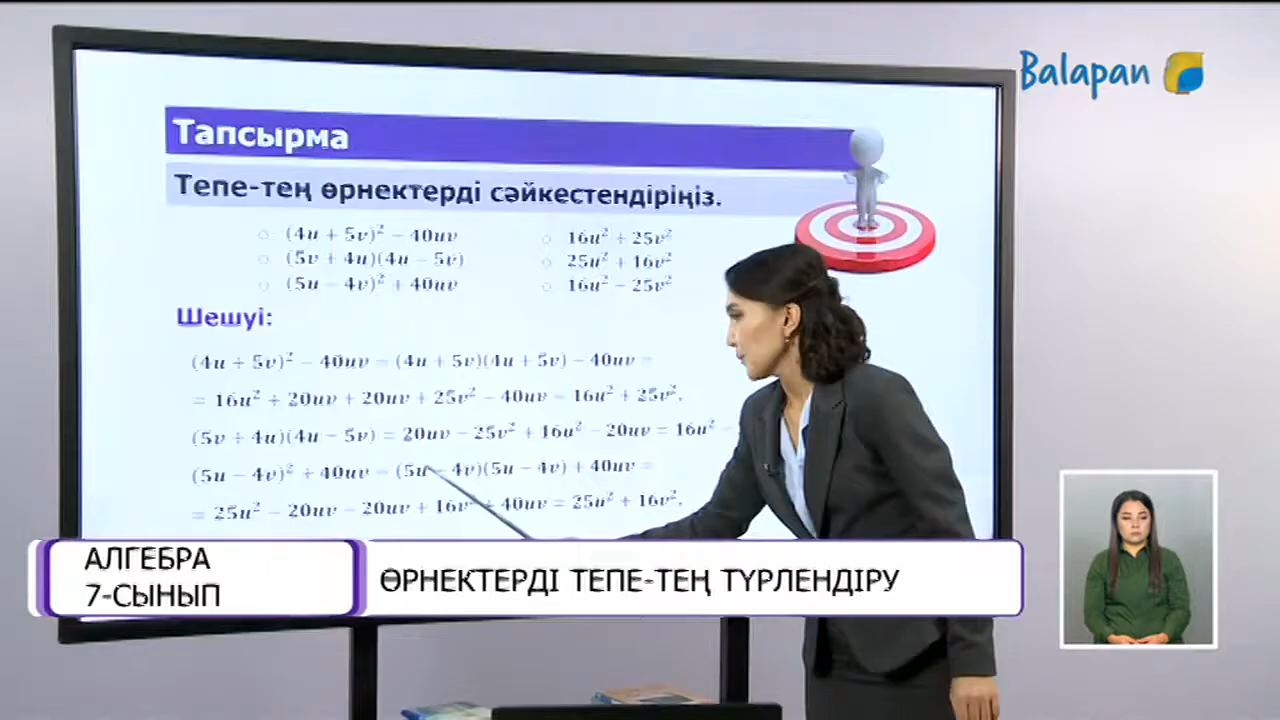 Balapan
Тапсырма
Тепе-тең өрнектерді сәйкестендіріңіз.
(4u + 5v)² − 40uv
16u² + 25v²
(5v + 4u)(4u − 5v)
25u² + 16v²
(5u − 4v)² + 40uv
16u² − 25v²
Шешуі:
(4u + 5v)² − 40uv = (4u + 5v)(4u + 5v) − 40uv =
= 16u² + 20uv + 20uv + 25v² − 40uv = 16u² + 25v²,
(5v + 4u)(4u − 5v) = 20uv − 25v² + 16u² − 20uv = 16u² −
(5u − 4v)² + 40uv = (5u − 4v)(5u − 4v) + 40uv =
= 25u² − 20uv − 20uv + 16v² + 40uv = 25u² + 16v².
АЛГЕБРА
7-СЫНЫП
ӨРНЕКТЕРДІ ТЕПЕ-ТЕҢ ТҮРЛЕНДІРУ